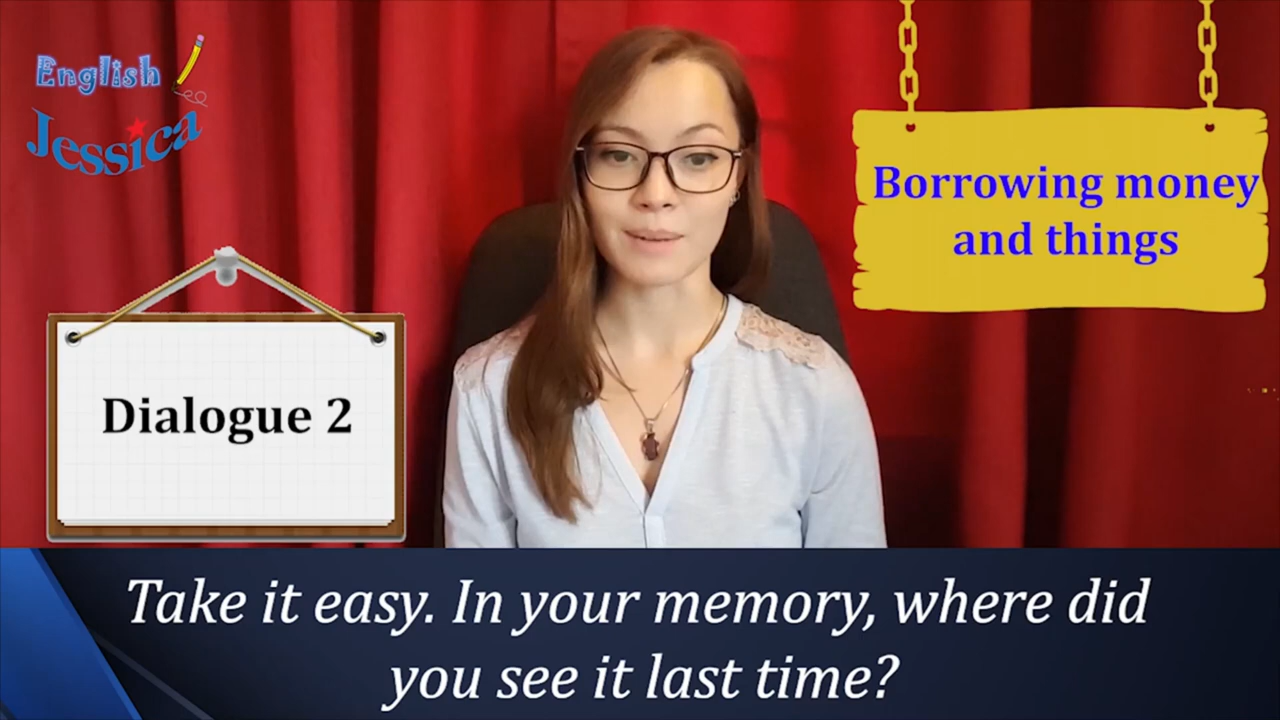 English
Jessica
Borrowing money
and things
Dialogue 2
Take it easy. In your memory, where did
you see it last time?